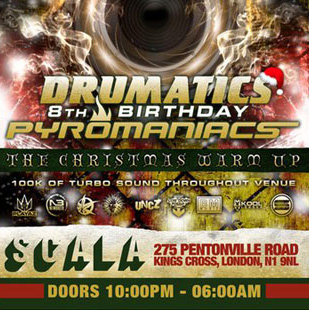 DRUMATICS
8TH BIRTHDAY
PYROMANIACS
THE CHRISTMAS WARM UP
100K OF TURBO SOUND THROUGHOUT VENUE
UNCZ
KOOL
SCALA
275 PENTONVILLE ROAD
KINGS CROSS, LONDON, N1 9NL
DOORS 10:00PM - 06:00AM